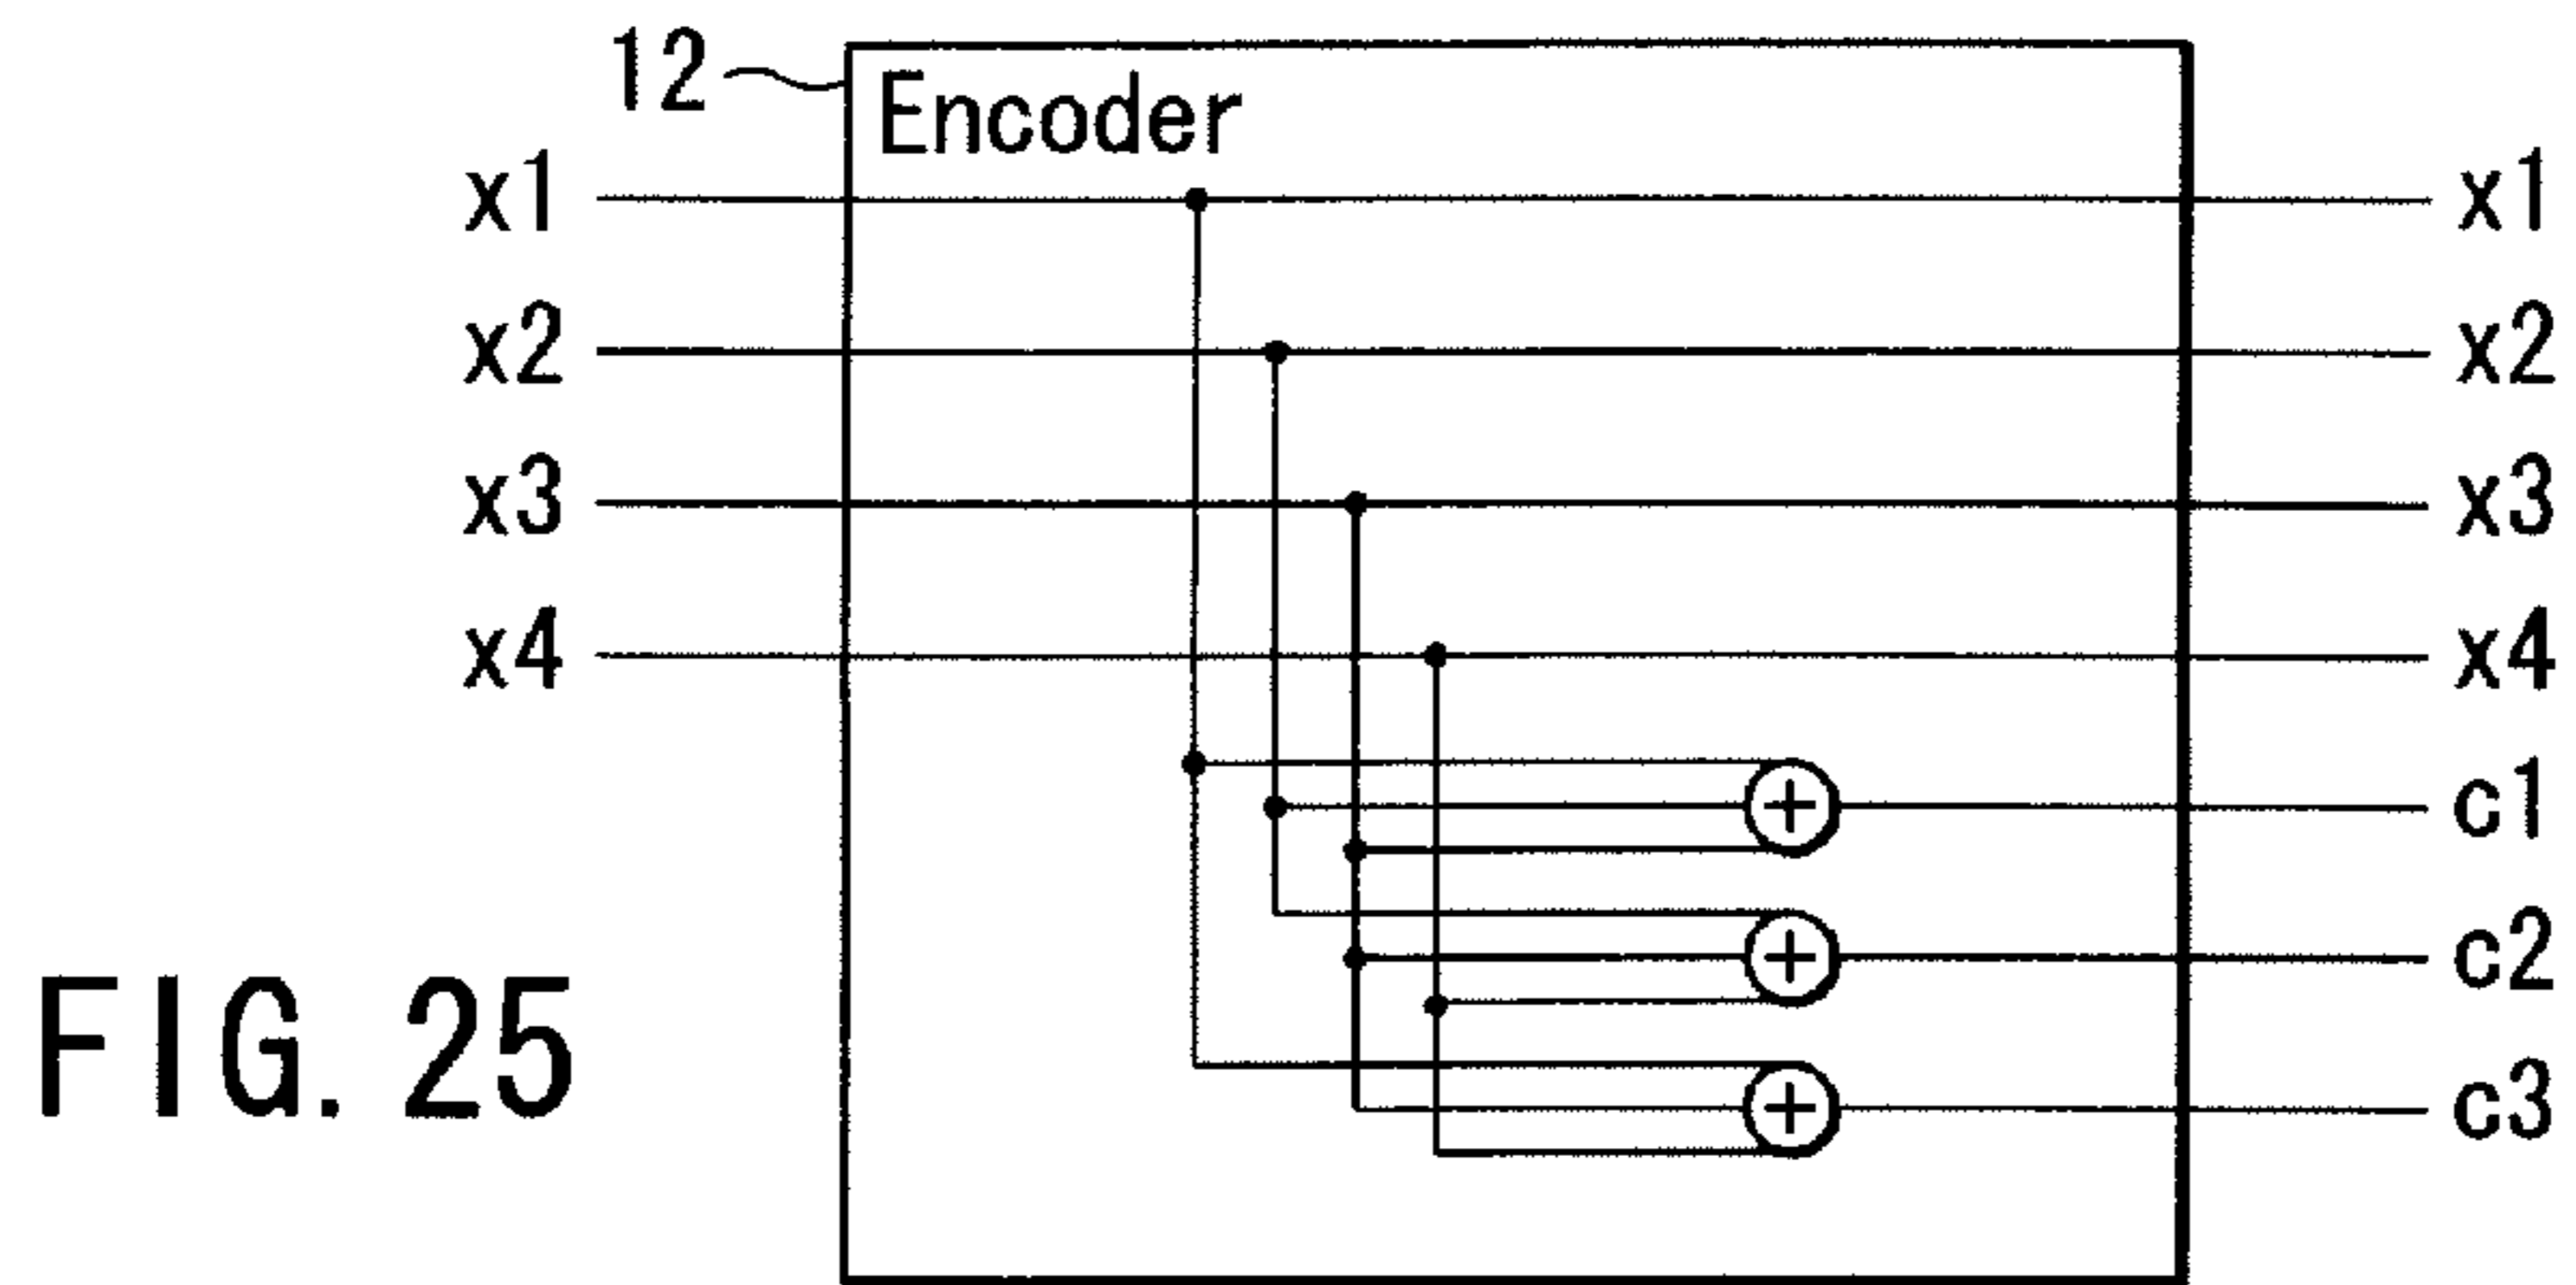 12
Encoder
x1 x1
x2 x2
x3 x3
x4 x4
+ c1
+ c2
+ c3
FIG. 25